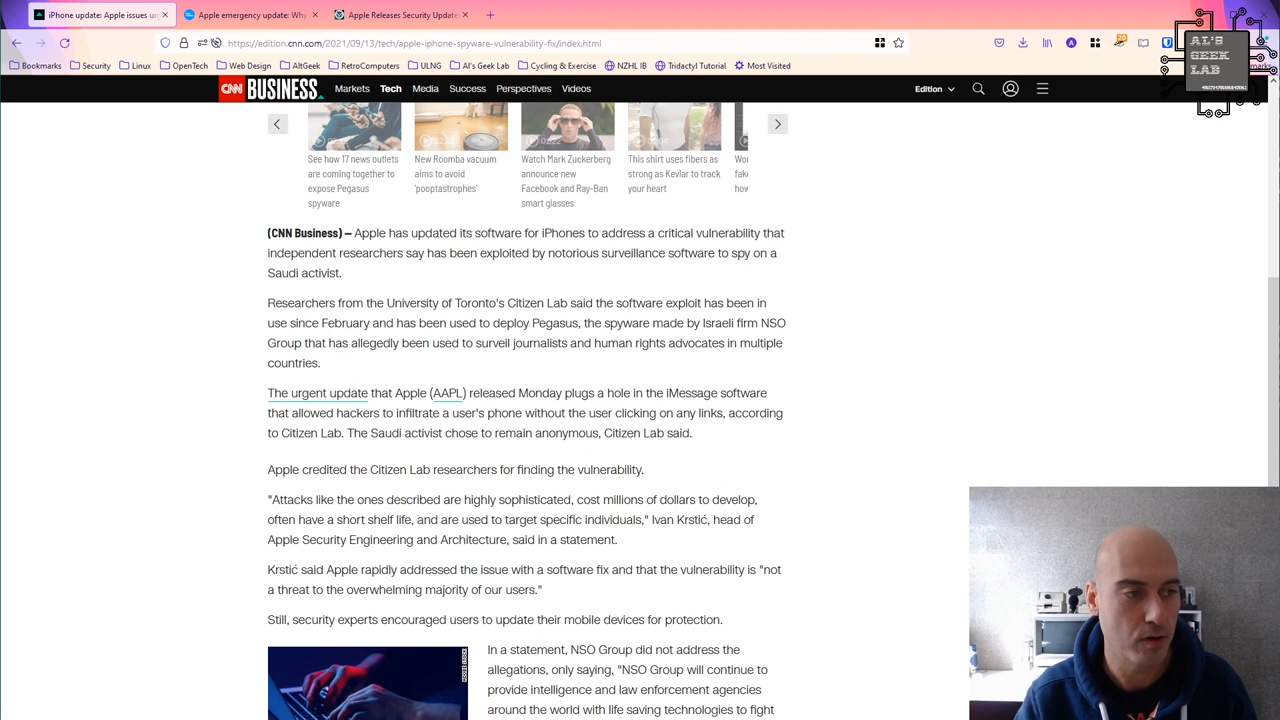 iPhone update: Apple issues urg
Apple emergency update: Why
Apple Releases Security Update
https://edition.cnn.com/2021/09/13/tech/apple-iphone-spyware-vulnerability-fix/index.html
20
Bookmarks
Security
Linux
OpenTech
Web Design
AltGeek
RetroComputers
ULNG
Al's Geek Lab
Cycling & Exercise
NZHL IB
Tridactyl Tutorial
Most Visited
AL'S
GEEK
LAB
CNN BUSINESS
Markets
Tech
Media
Success
Perspectives
Videos
Edition
02:22
See how 17 news outlets
are coming together to
expose Pegasus
spyware
New Roomba vacuum
aims to avoid
'pooptastrophes'
Watch Mark Zuckerberg
announce new
Facebook and Ray-Ban
smart glasses
This shirt uses fibers as
strong as Kevlar to track
your heart
Wor
fake
how
(CNN Business) — Apple has updated its software for iPhones to address a critical vulnerability that
independent researchers say has been exploited by notorious surveillance software to spy on a
Saudi activist.
Researchers from the University of Toronto's Citizen Lab said the software exploit has been in
use since February and has been used to deploy Pegasus, the spyware made by Israeli firm NSO
Group that has allegedly been used to surveil journalists and human rights advocates in multiple
countries.
The urgent update that Apple (AAPL) released Monday plugs a hole in the iMessage software
that allowed hackers to infiltrate a user's phone without the user clicking on any links, according
to Citizen Lab. The Saudi activist chose to remain anonymous, Citizen Lab said.
Apple credited the Citizen Lab researchers for finding the vulnerability.
"Attacks like the ones described are highly sophisticated, cost millions of dollars to develop,
often have a short shelf life, and are used to target specific individuals," Ivan Krstić, head of
Apple Security Engineering and Architecture, said in a statement.
Krstić said Apple rapidly addressed the issue with a software fix and that the vulnerability is "not
a threat to the overwhelming majority of our users."
Still, security experts encouraged users to update their mobile devices for protection.
In a statement, NSO Group did not address the
allegations, only saying, "NSO Group will continue to
provide intelligence and law enforcement agencies
around the world with life saving technologies to fight